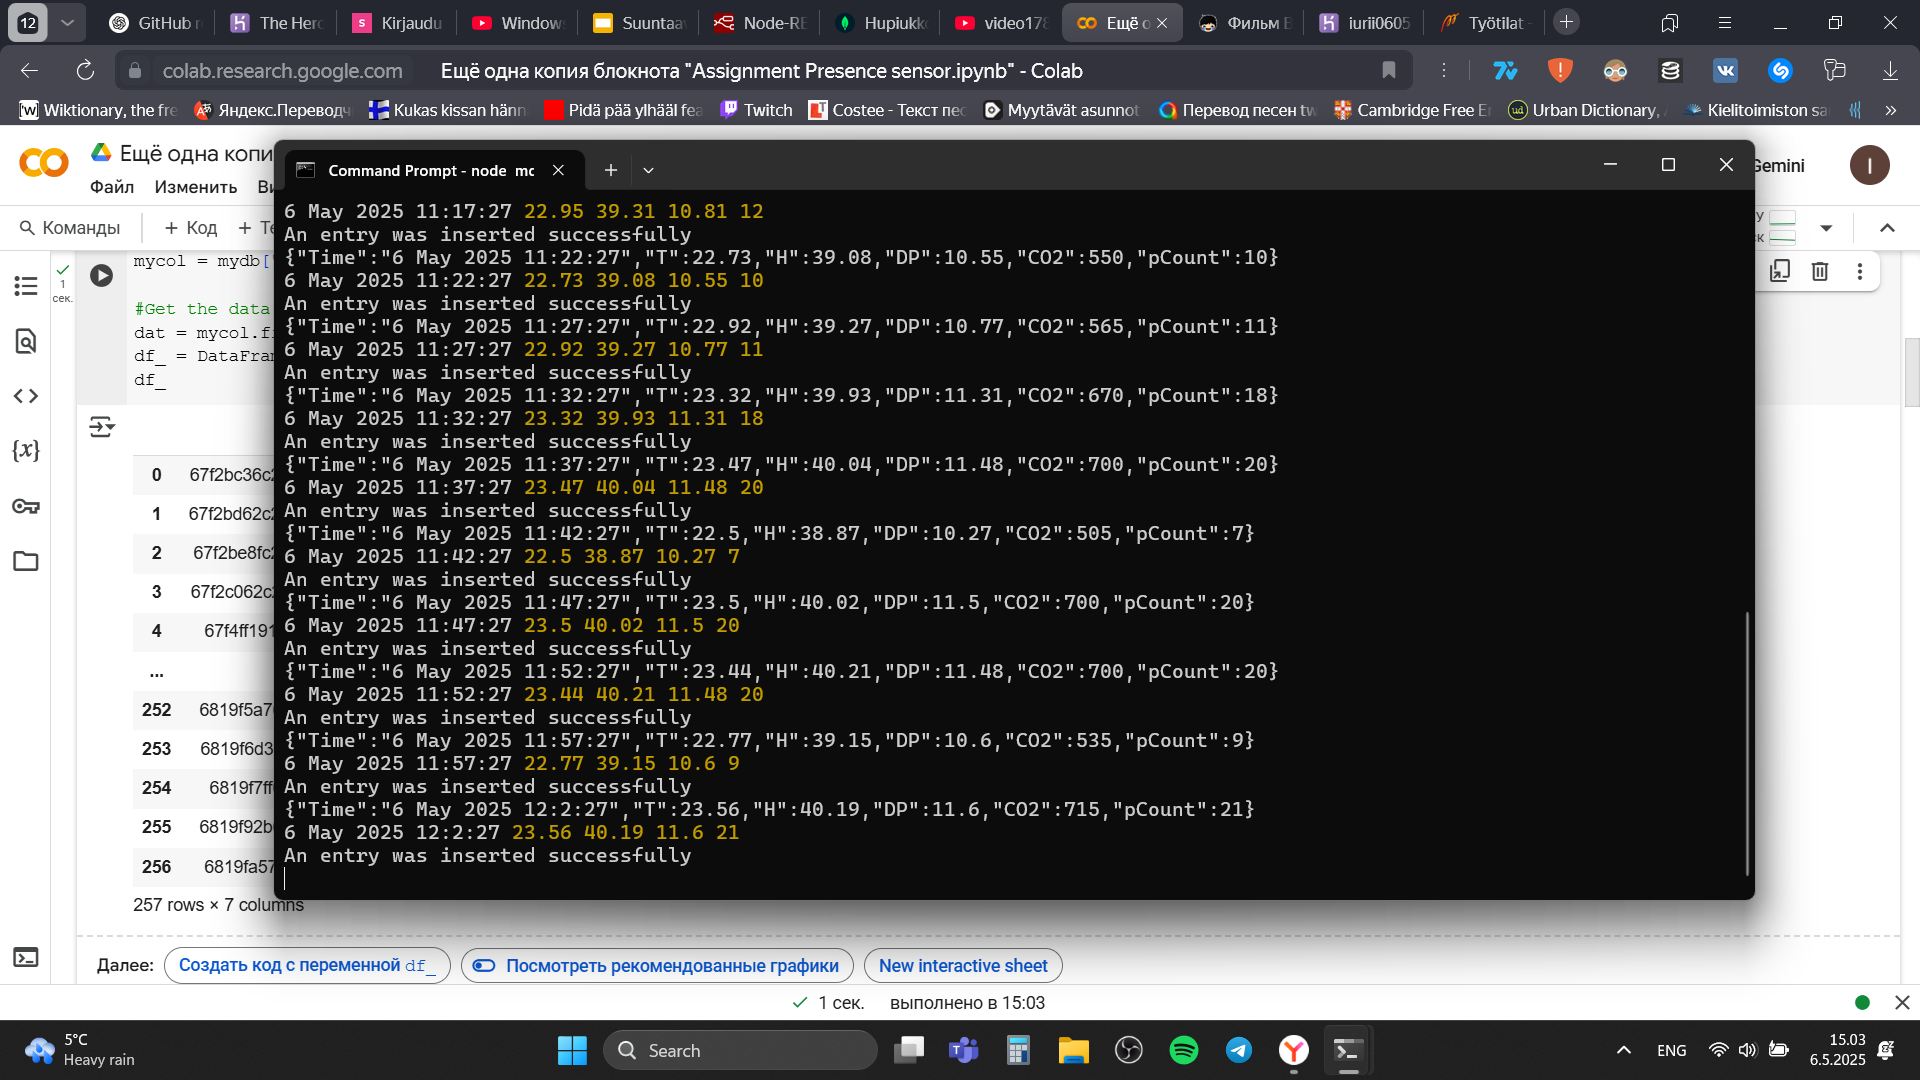 12
GitHub
The Hero
Kirjaudu
Window
Suuntaa
Node-RE
Hupiukk
video178
Ещё о
Фильм В
iurii0605
Työtilat -
colab.research.google.com
Ещё одна копия блокнота "Assignment Presence sensor.ipynb" - Colab
Wiktionary, the fre
Яндекс.Переводч
Kukas kissan hänn
Pidä pää ylhääl fea
Twitch
Costee - Текст пес
Myytävät asunnot
Перевод песен tw
Cambridge Free E
Urban Dictionary,
Kielitoimiston sa
»
Ещё одна копи
Файл Изменить Ви
Gemini
I
Команды + Код + Те
Command Prompt - node mc
mycol = mydb['
#Get the data
dat = mycol.f
df_ = DataFran
df_
1
сек.
6 May 2025 11:17:27 22.95 39.31 10.81 12
An entry was inserted successfully
{"Time":"6 May 2025 11:22:27","T":22.73,"H":39.08,"DP":10.55,"CO2":550,"pCount":10}
6 May 2025 11:22:27 22.73 39.08 10.55 10
An entry was inserted successfully
{"Time":"6 May 2025 11:27:27","T":22.92,"H":39.27,"DP":10.77,"CO2":565,"pCount":11}
6 May 2025 11:27:27 22.92 39.27 10.77 11
An entry was inserted successfully
{"Time":"6 May 2025 11:32:27","T":23.32,"H":39.93,"DP":11.31,"CO2":670,"pCount":18}
6 May 2025 11:32:27 23.32 39.93 11.31 18
An entry was inserted successfully
{"Time":"6 May 2025 11:37:27","T":23.47,"H":40.04,"DP":11.48,"CO2":700,"pCount":20}
6 May 2025 11:37:27 23.47 40.04 11.48 20
An entry was inserted successfully
{"Time":"6 May 2025 11:42:27","T":22.5,"H":38.87,"DP":10.27,"CO2":505,"pCount":7}
6 May 2025 11:42:27 22.5 38.87 10.27 7
An entry was inserted successfully
{"Time":"6 May 2025 11:47:27","T":23.5,"H":40.02,"DP":11.5,"CO2":700,"pCount":20}
6 May 2025 11:47:27 23.5 40.02 11.5 20
An entry was inserted successfully
{"Time":"6 May 2025 11:52:27","T":23.44,"H":40.21,"DP":11.48,"CO2":700,"pCount":20}
6 May 2025 11:52:27 23.44 40.21 11.48 20
An entry was inserted successfully
{"Time":"6 May 2025 11:57:27","T":22.77,"H":39.15,"DP":10.6,"CO2":535,"pCount":9}
6 May 2025 11:57:27 22.77 39.15 10.6 9
An entry was inserted successfully
{"Time":"6 May 2025 12:2:27","T":23.56,"H":40.19,"DP":11.6,"CO2":715,"pCount":21}
6 May 2025 12:2:27 23.56 40.19 11.6 21
An entry was inserted successfully
0 67f2bc36c2
1 67f2bd62c2
2 67f2be8fc2
3 67f2c062c2
4 67f4ff191
...
252 6819f5a7
253 6819f6d3
254 6819f7ff
255 6819f92b
256 6819fa57
257 rows × 7 columns
Далее: Создать код с переменной df_ Посмотреть рекомендованные графики New interactive sheet
1 сек. выполнено в 15:03
5°C
Heavy rain
Search
ENG
15.03
6.5.2025